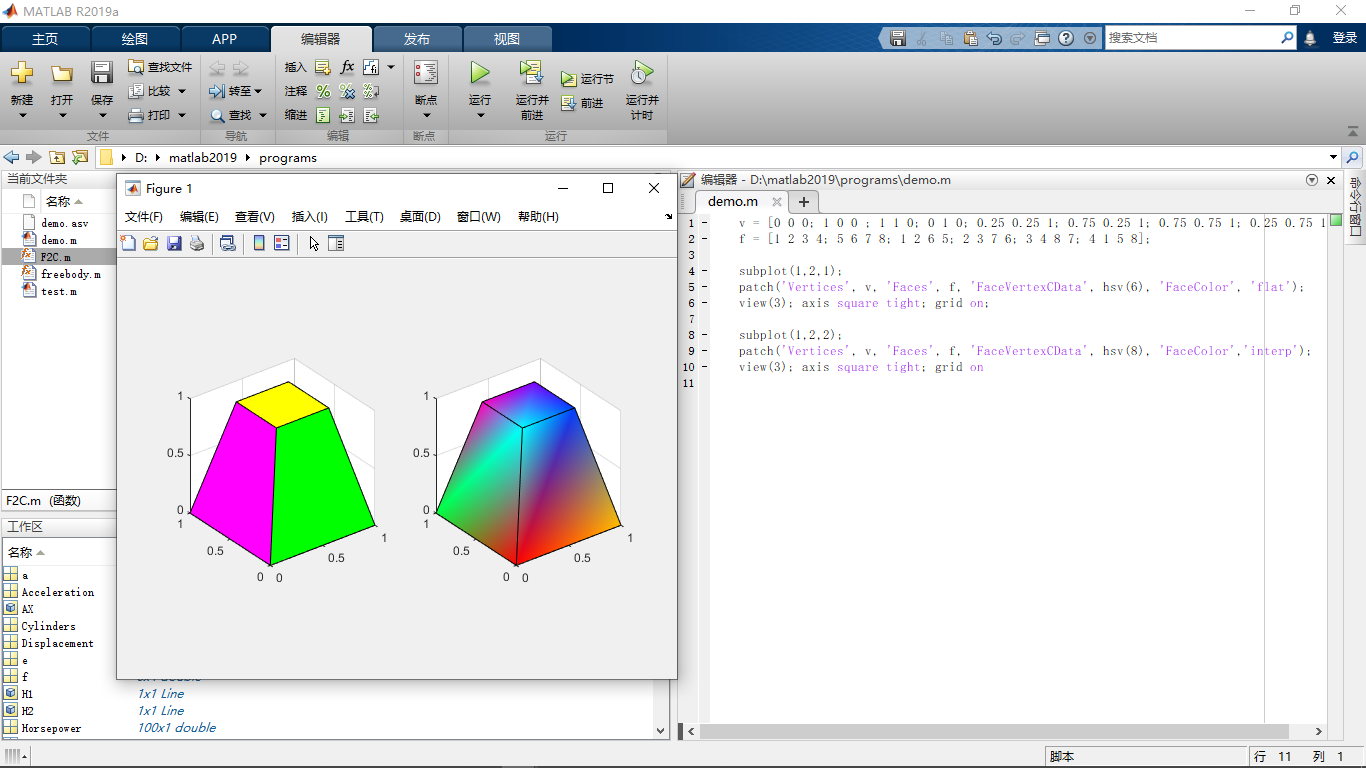 MATLAB R2019a
主页 绘图 APP 编辑器 发布 视图
搜索文档 登录
新建 打开 保存 查找文件 比较 打印
转至 查找
插入 注释 缩进
断点
运行 运行并前进 运行节 前进 运行并计时
文件 导航 编辑 断点 运行
D: matlab2019 programs
当前文件夹
名称
demo.asv
demo.m
F2C.m
freebody.m
test.m
F2C.m (函数)
工作区
名称
a
Acceleration
AX
Cylinders
Displacement
e
f
H1 1x1 Line
H2 1x1 Line
Horsepower 100x1 double
Figure 1
文件(F) 编辑(E) 查看(V) 插入(I) 工具(T) 桌面(D) 窗口(W) 帮助(H)
1
0.5
0
1
0.5
0
0
0.5
1
1
0.5
0
1
0.5
0
0
0.5
1
编辑器 - D:\matlab2019\programs\demo.m
demo.m
1 - v = [0 0 0; 1 0 0 ; 1 1 0; 0 1 0; 0.25 0.25 1; 0.75 0.25 1; 0.75 0.75 1; 0.25 0.75 1
2 - f = [1 2 3 4; 5 6 7 8; 1 2 6 5; 2 3 7 6; 3 4 8 7; 4 1 5 8];
3
4 - subplot(1,2,1);
5 - patch('Vertices', v, 'Faces', f, 'FaceVertexCData', hsv(6), 'FaceColor', 'flat');
6 - view(3); axis square tight; grid on;
7
8 - subplot(1,2,2);
9 - patch('Vertices', v, 'Faces', f, 'FaceVertexCData', hsv(8), 'FaceColor','interp');
10 - view(3); axis square tight; grid on
11
命令行窗口
脚本 行 11 列 1